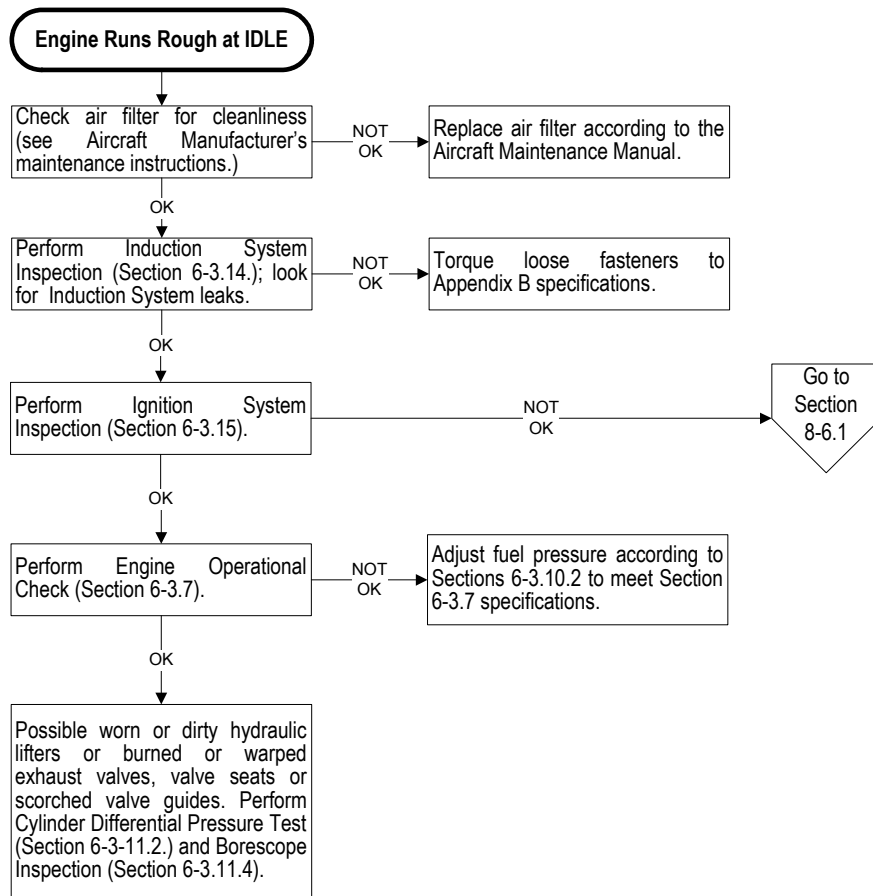 Engine Runs Rough at IDLE
Check air filter for cleanliness
(see Aircraft Manufacturer's
maintenance instructions.)
NOT
OK
Replace air filter according to the
Aircraft Maintenance Manual.
OK
Perform Induction System
Inspection (Section 6-3.14.); look
for Induction System leaks.
NOT
OK
Torque loose fasteners to
Appendix B specifications.
OK
Perform Ignition System
Inspection (Section 6-3.15).
NOT
OK
Go to
Section
8-6.1
OK
Perform Engine Operational
Check (Section 6-3.7).
NOT
OK
Adjust fuel pressure according to
Sections 6-3.10.2 to meet Section
6-3.7 specifications.
OK
Possible worn or dirty hydraulic
lifters or burned or warped
exhaust valves, valve seats or
scorched valve guides. Perform
Cylinder Differential Pressure Test
(Section 6-3-11.2.) and Borescope
Inspection (Section 6-3.11.4).